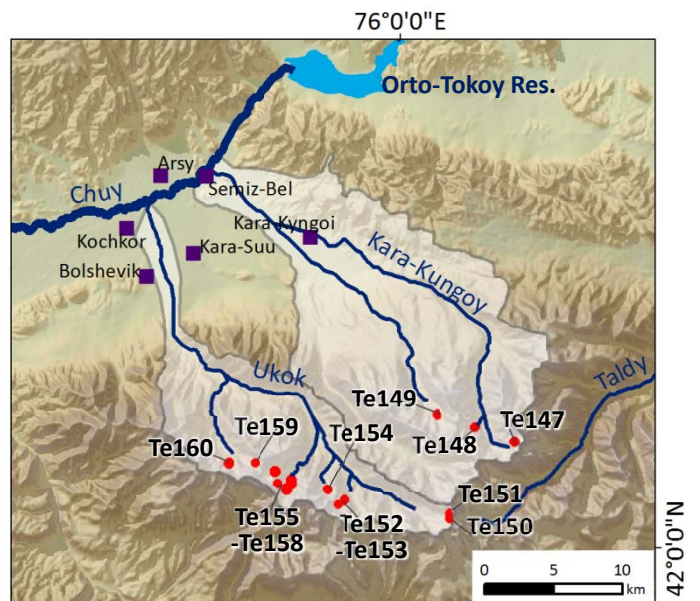 76°0'0"E
Orto-Tokoy Res.
Arsy
Chuy
Semiz-Bel
Kochkor
Kara-Suu
Kara-Kyngoi
Bolshevik
Kara-Kungoy
Ukok
Taldy
Te149
Te148
Te147
Te160
Te159
Te154
Te151
Te150
Te155
-Te158
Te152
-Te153
42°0'0"N
0 5 10
km